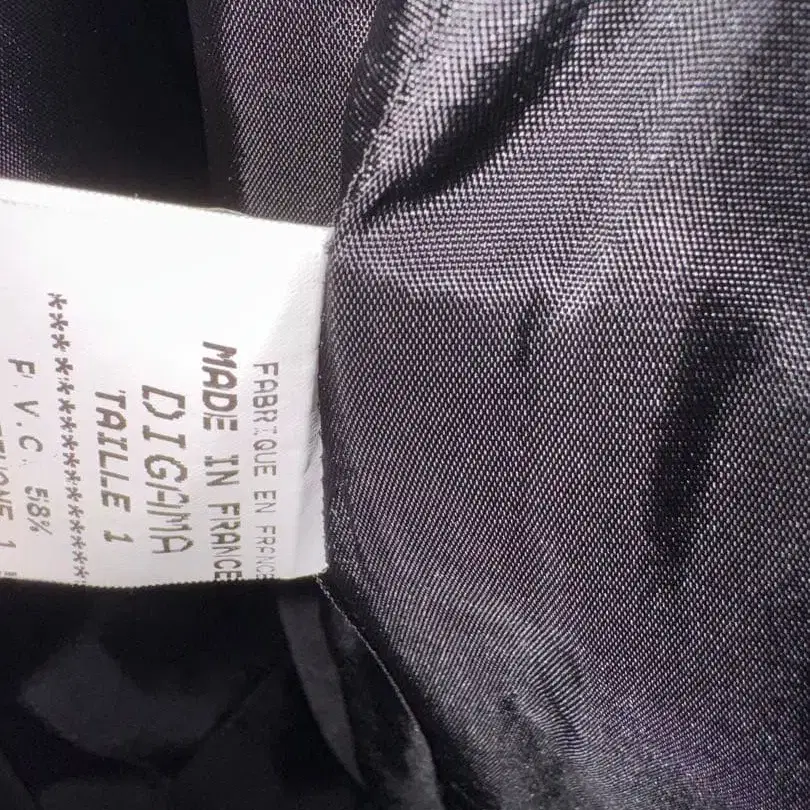 FABRIQUE EN FRANCE
MADE IN FRANCE
DIGAMA
TAILLE 1
***************
P.V.C. 58%